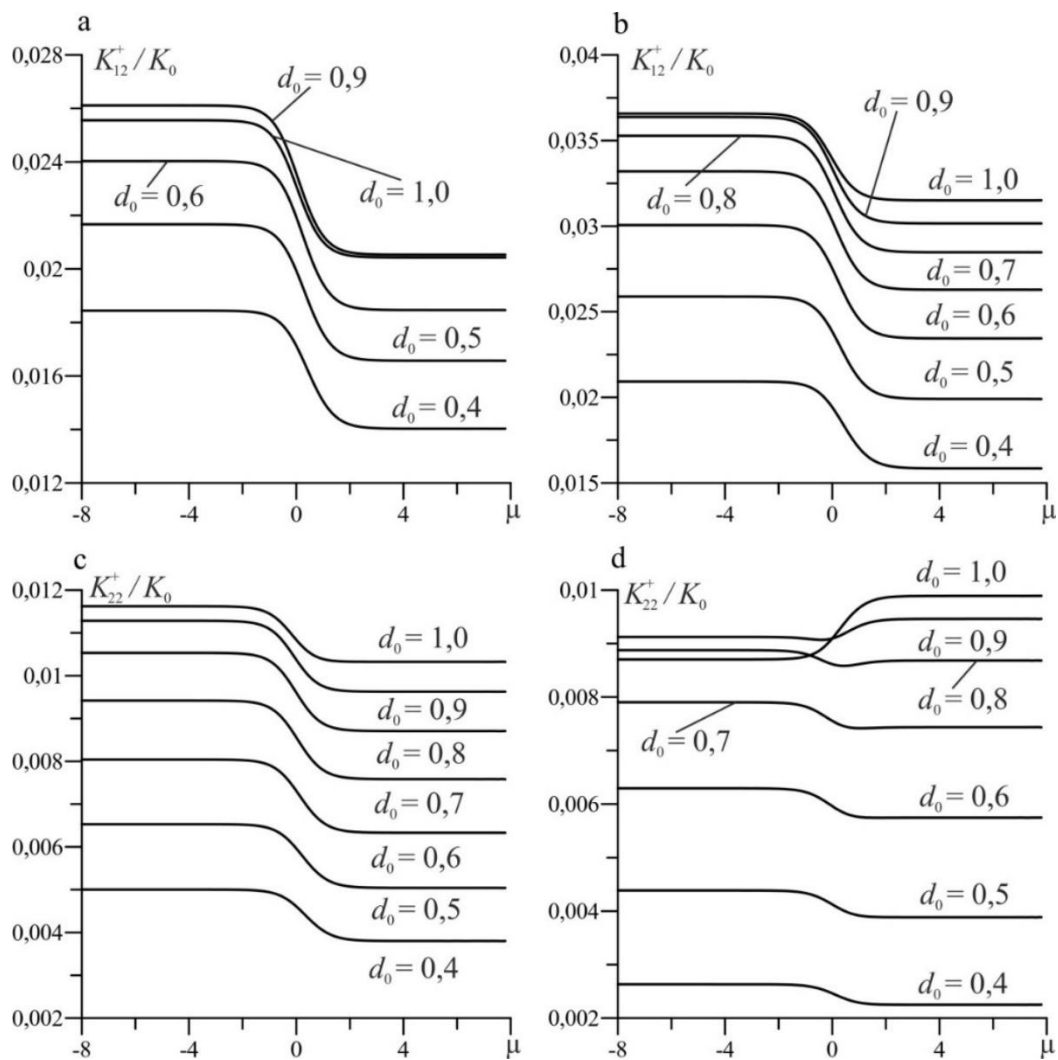 a
0,028
K₁₂⁺/K₀
d₀= 0,9
0,024
d₀= 0,6
d₀= 1,0
0,02
d₀= 0,5
0,016
d₀= 0,4
0,012
-8
-4
0
4
μ
b
0,04
K₁₂⁺/K₀
d₀= 0,9
0,035
d₀= 0,8
d₀= 1,0
0,03
d₀= 0,7
d₀= 0,6
0,025
d₀= 0,5
0,02
d₀= 0,4
0,015
-8
-4
0
4
μ
c
0,012
K₂₂⁺/K₀
d₀= 1,0
0,01
d₀= 0,9
d₀= 0,8
0,008
d₀= 0,7
0,006
d₀= 0,6
d₀= 0,5
0,004
d₀= 0,4
0,002
-8
-4
0
4
μ
d
0,01
K₂₂⁺/K₀
d₀= 1,0
d₀= 0,9
0,008
d₀= 0,8
d₀= 0,7
0,006
d₀= 0,6
0,004
d₀= 0,5
d₀= 0,4
0,002
-8
-4
0
4
μ